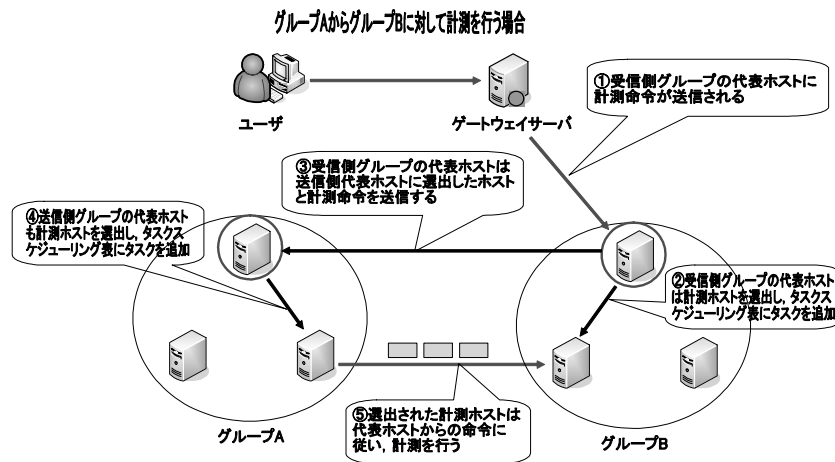 グループAからグループBに対して計測を行う場合
①受信側グループの代表ホストに
計測命令が送信される
ユーザ
ゲートウェイサーバ
③受信側グループの代表ホストは
送信側代表ホストに選出したホスト
と計測命令を送信する
④送信側グループの代表ホスト
も計測ホストを選出し，タスクス
ケジューリング表にタスクを追加
②受信側グループの代表ホスト
は計測ホストを選出し，タスクス
ケジューリング表にタスクを追加
⑤選出された計測ホストは
代表ホストからの命令に
従い，計測を行う
グループA
グループB